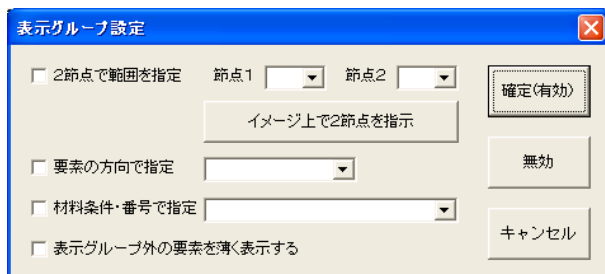 表示グループ設定
2節点で範囲を指定 節点1 節点2
確定(有効)
イメージ上で2節点を指示
要素の方向で指定
無効
材料条件・番号で指定
キャンセル
表示グループ外の要素を薄く表示する